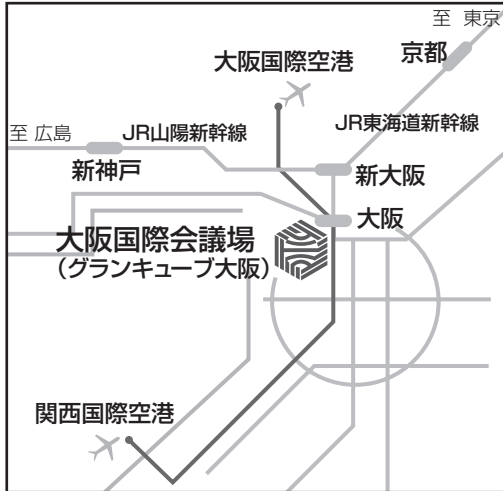 至 東京
京都
大阪国際空港
至 広島
JR山陽新幹線
JR東海道新幹線
新神戸
新大阪
大阪
大阪国際会議場
（グランキューブ大阪）
関西国際空港